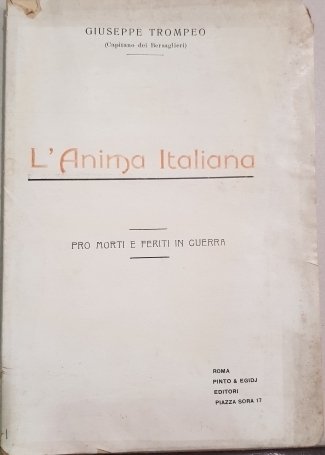 GIUSEPPE TROMPEO
(Capitano dei Bersaglieri)
L'Anima Italiana
PRO MORTI E FERITI IN GUERRA
ROMA
PINTO & EGIDJ
EDITORI
PIAZZA SORA 17